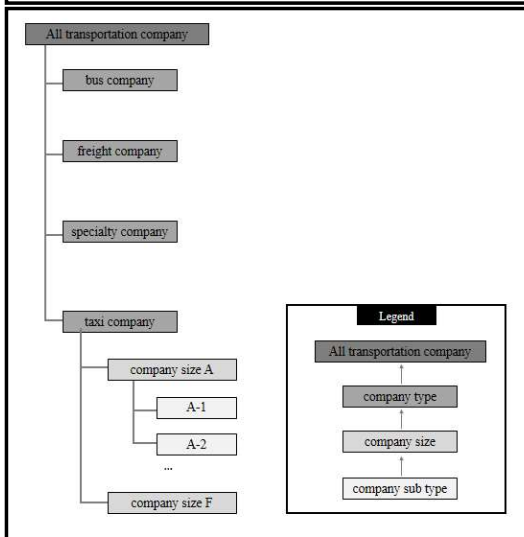 All transportation company
bus company
freight company
specialty company
taxi company
company size A
A-1
A-2
...
company size F
Legend
All transportation company
company type
company size
company sub type